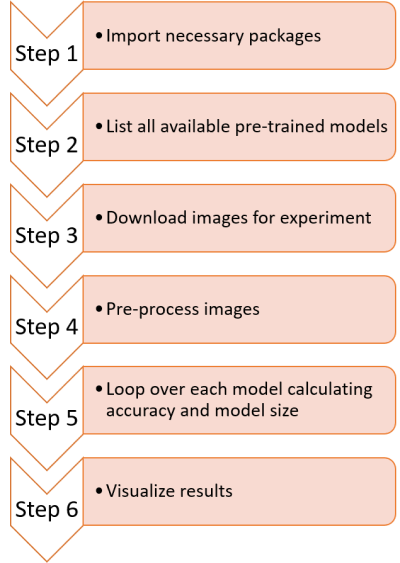 Step 1
• Import necessary packages
Step 2
• List all available pre-trained models
Step 3
• Download images for experiment
Step 4
• Pre-process images
Step 5
• Loop over each model calculating
accuracy and model size
Step 6
• Visualize results